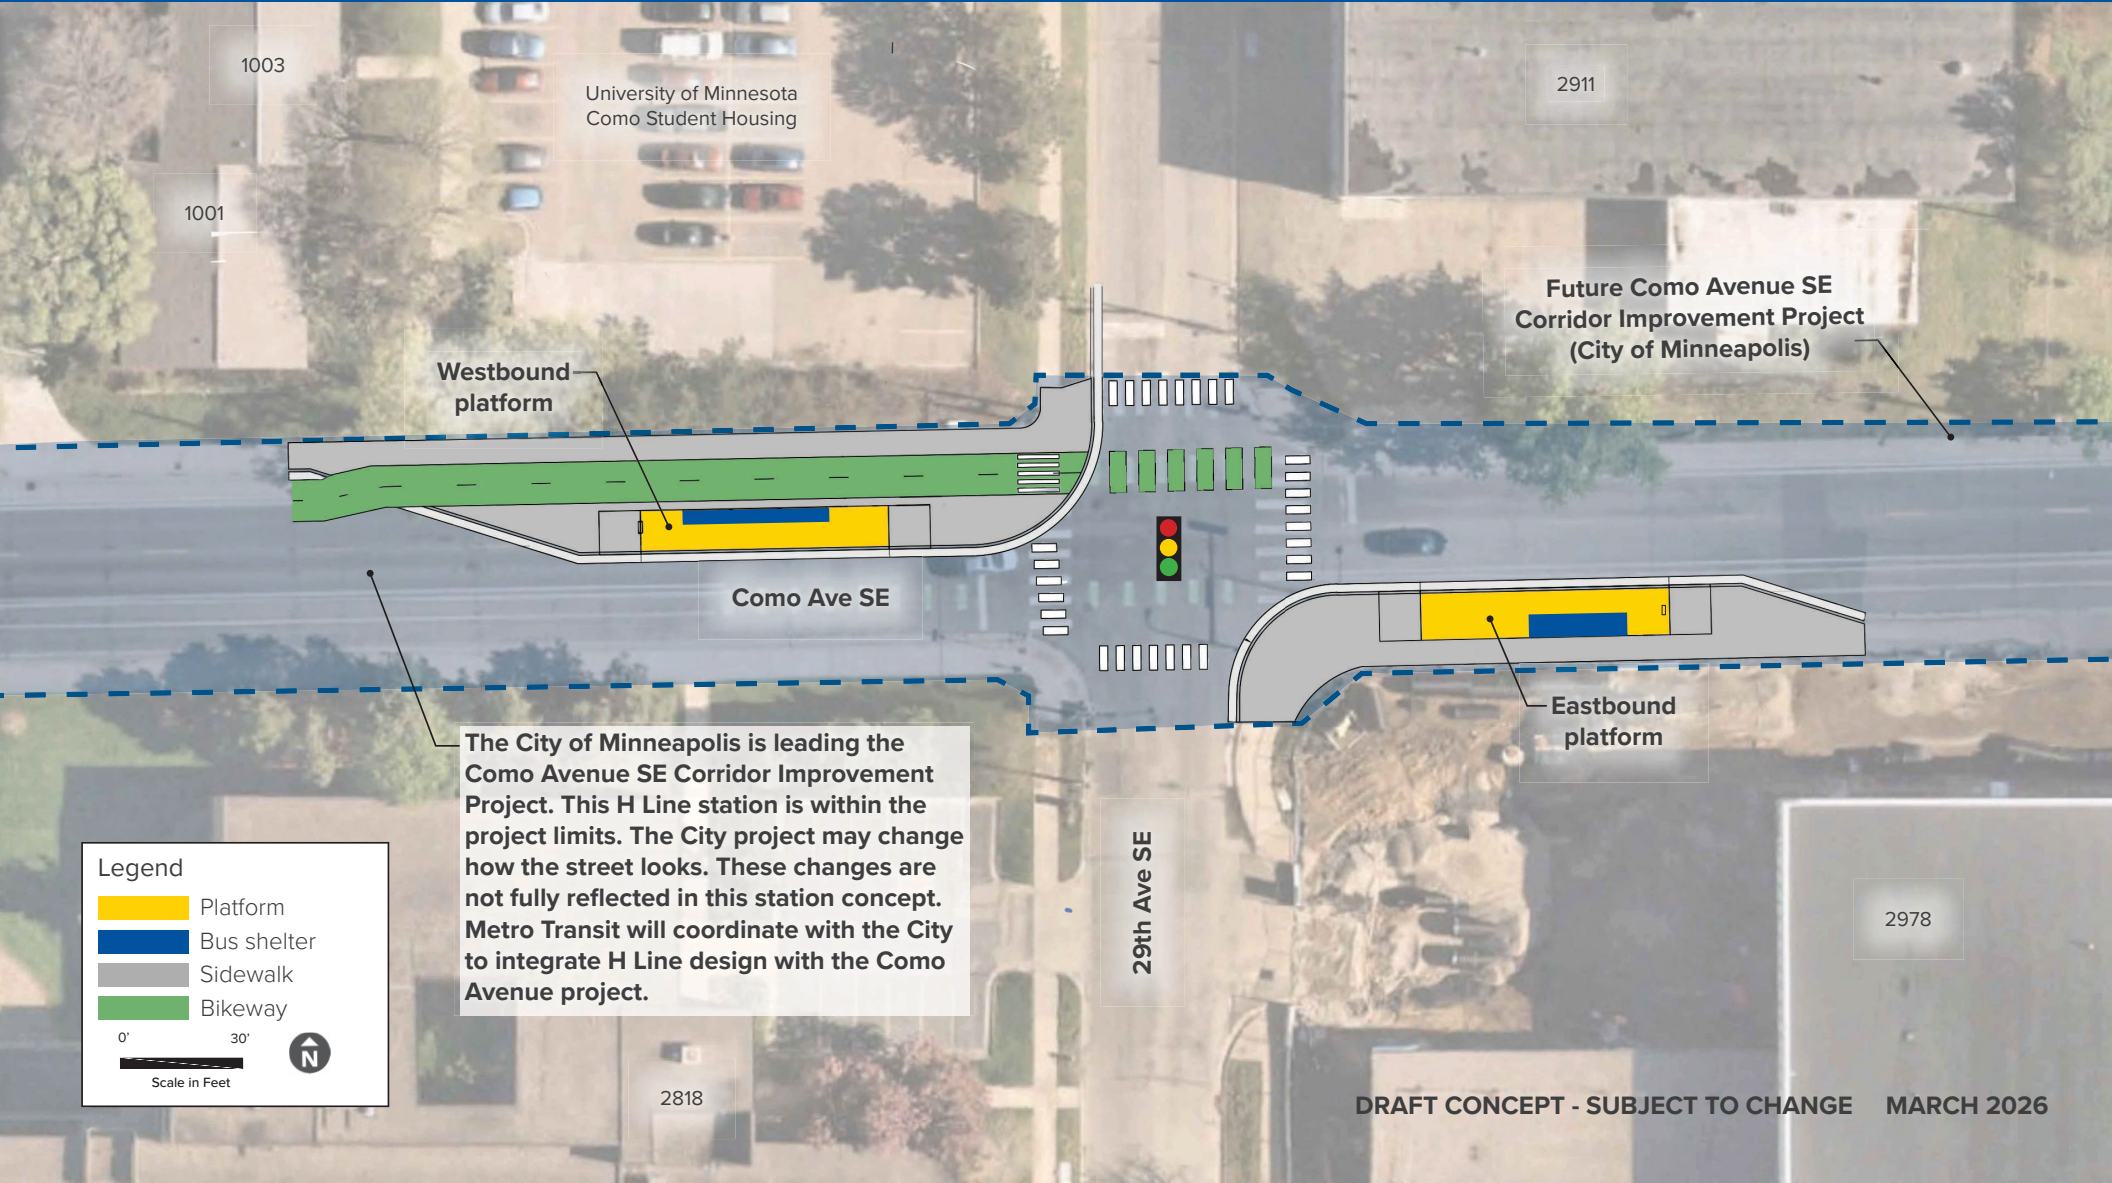 1003
University of Minnesota
Como Student Housing
2911
1001
Future Como Avenue SE
Corridor Improvement Project
(City of Minneapolis)
Westbound
platform
Como Ave SE
Eastbound
platform
The City of Minneapolis is leading the
Como Avenue SE Corridor Improvement
Project. This H Line station is within the
project limits. The City project may change
how the street looks. These changes are
not fully reflected in this station concept.
Metro Transit will coordinate with the City
to integrate H Line design with the Como
Avenue project.
29th Ave SE
2978
Legend
Platform
Bus shelter
Sidewalk
Bikeway
0' 30'
Scale in Feet
N
2818
DRAFT CONCEPT - SUBJECT TO CHANGE MARCH 2026